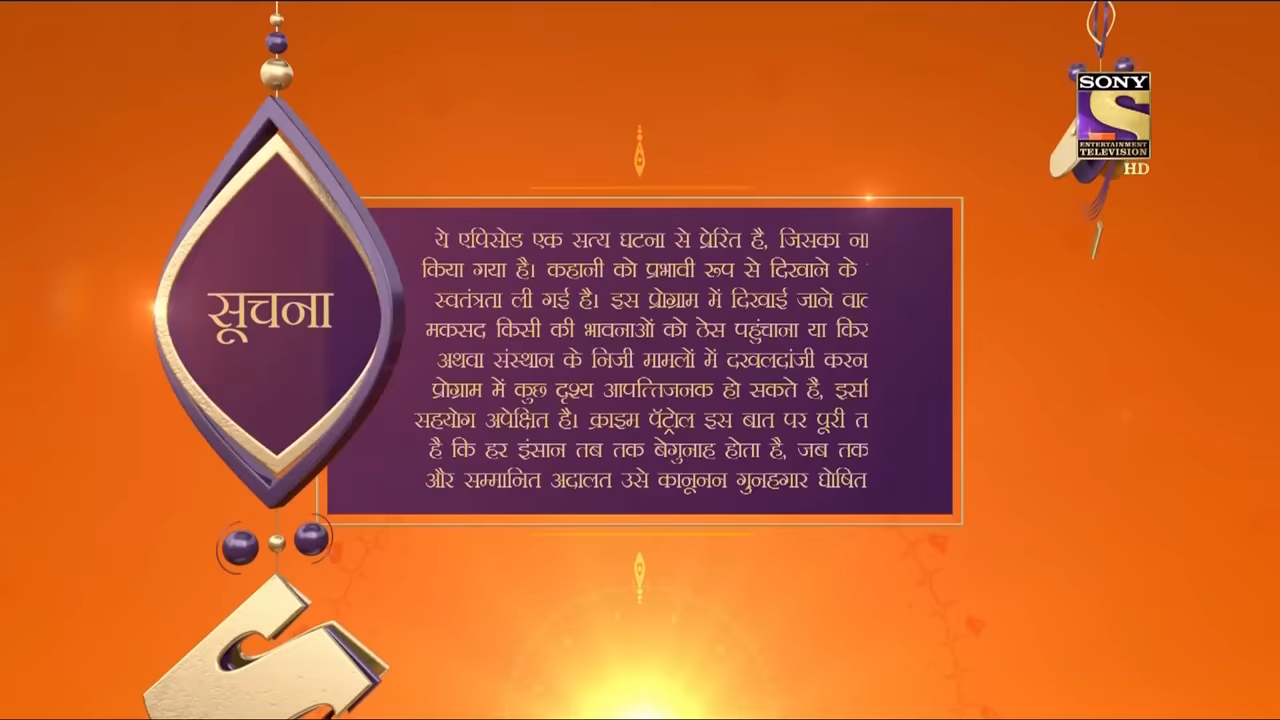 सूचना
ये एपिसोड एक सत्य घटना से प्रेरित है, जिसका
किया गया है। कहानी को प्रभावी रूप से दिखाने के
स्वतंत्रता ली गई है। इस प्रोग्राम में दिखाई जाने
मकसद किसी की भावनाओं को ठेस पहुंचाना या
अथवा संस्थान के निजी मामलों में दखलदांजी
प्रोग्राम में कुछ दृश्य आपत्तिजनक हो सकते है,
सहयोग अपेक्षित है। क्राइम पॅट्रोल इस बात पर पूरी
है कि हर इंसान तब तक बेगुनाह होता है, जब तक
और सम्मानित अदालत उसे कानूनन गुनहगार घोषित
SONY
ENTERTAINMENT
TELEVISION
HD